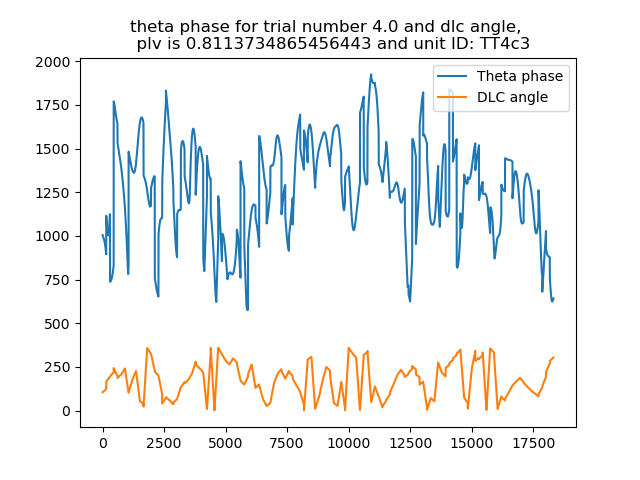 theta phase for trial number 4.0 and dlc angle,
plv is 0.8113734865456443 and unit ID: TT4c3
Theta phase
DLC angle
2000
1750
1500
1250
1000
750
500
250
0
0 2500 5000 7500 10000 12500 15000 17500